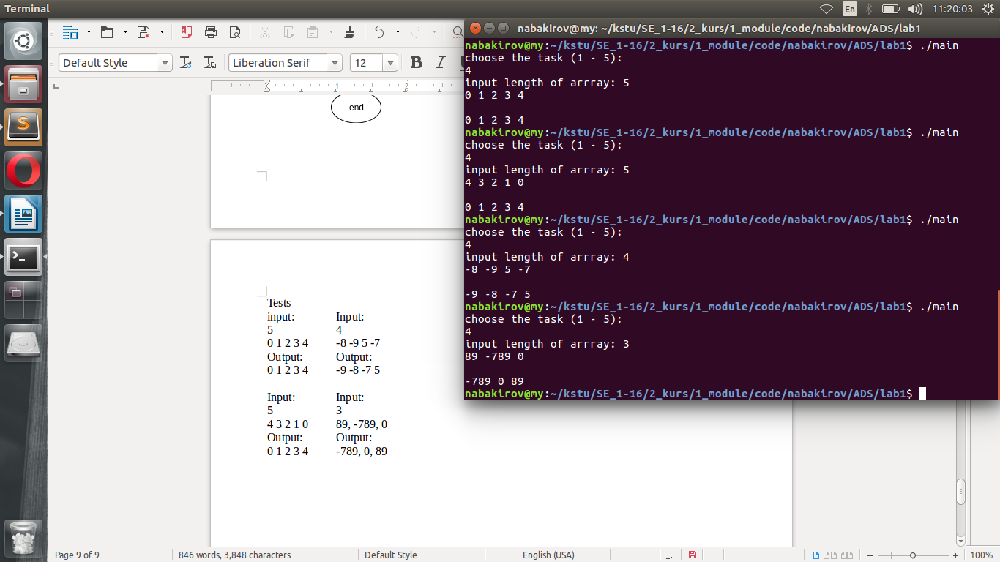 Terminal
En
11:20:03
Default Style
Liberation Serif
12
B
I
1
2
end
Tests
input:
5
0 1 2 3 4
Output:
0 1 2 3 4
Input:
4
-8 -9 5 -7
Output:
-9 -8 -7 5
Input:
5
4 3 2 1 0
Output:
0 1 2 3 4
Input:
3
89, -789, 0
Output:
-789, 0, 89
nabakirov@my: ~/kstu/SE_1-16/2_kurs/1_module/code/nabakirov/ADS/lab1
nabakirov@my:~/kstu/SE_1-16/2_kurs/1_module/code/nabakirov/ADS/lab1$ ./main
choose the task (1 - 5):
4
input length of arrray: 5
0 1 2 3 4
0 1 2 3 4
nabakirov@my:~/kstu/SE_1-16/2_kurs/1_module/code/nabakirov/ADS/lab1$ ./main
choose the task (1 - 5):
4
input length of arrray: 5
4 3 2 1 0
0 1 2 3 4
nabakirov@my:~/kstu/SE_1-16/2_kurs/1_module/code/nabakirov/ADS/lab1$ ./main
choose the task (1 - 5):
4
input length of arrray: 4
-8 -9 5 -7
-9 -8 -7 5
nabakirov@my:~/kstu/SE_1-16/2_kurs/1_module/code/nabakirov/ADS/lab1$ ./main
choose the task (1 - 5):
4
input length of arrray: 3
89 -789 0
-789 0 89
nabakirov@my:~/kstu/SE_1-16/2_kurs/1_module/code/nabakirov/ADS/lab1$
Page 9 of 9
846 words, 3,848 characters
Default Style
English (USA)
100%